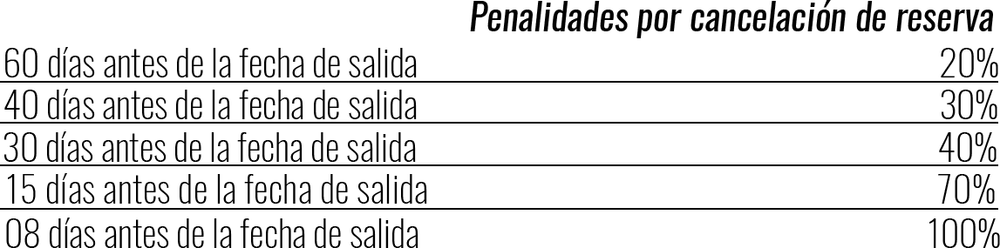 Penalidades por cancelación de reserva
60 días antes de la fecha de salida 20%
40 días antes de la fecha de salida 30%
30 días antes de la fecha de salida 40%
15 días antes de la fecha de salida 70%
08 días antes de la fecha de salida 100%